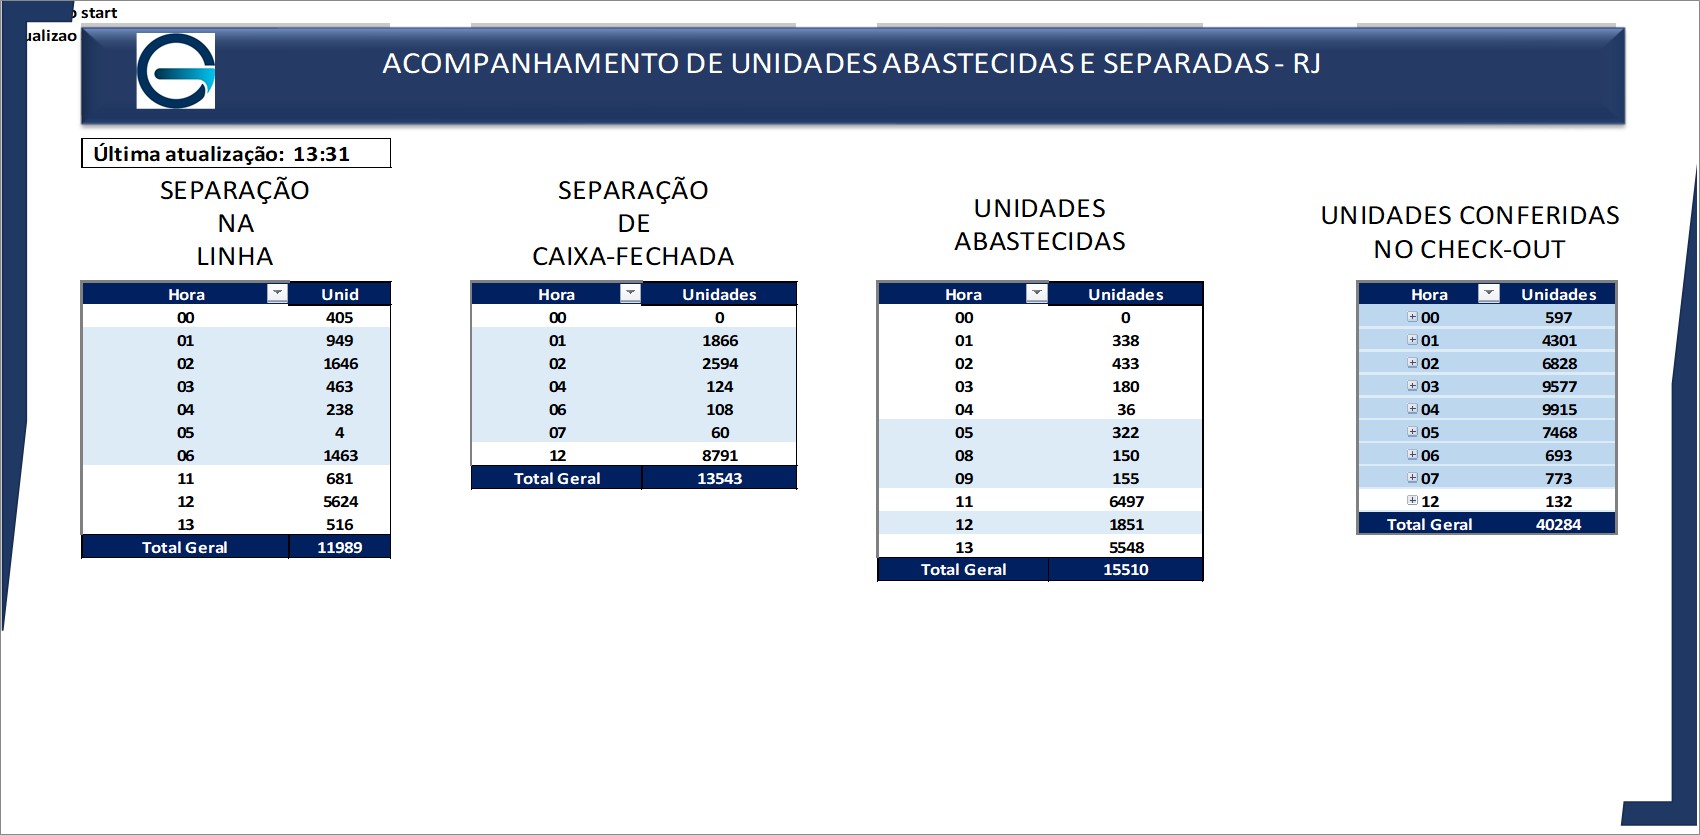 start
ualizao
ACOMPANHAMENTO DE UNIDADES ABASTECIDAS E SEPARADAS - RJ
Última atualização: 13:31
SEPARAÇÃO
NA
LINHA
Hora Unid
00 405
01 949
02 1646
03 463
04 238
05 4
06 1463
11 681
12 5624
13 516
Total Geral 11989
SEPARAÇÃO
DE
CAIXA-FECHADA
Hora Unidades
00 0
01 1866
02 2594
04 124
06 108
07 60
12 8791
Total Geral 13543
UNIDADES
ABASTECIDAS
Hora Unidades
00 0
01 338
02 433
03 180
04 36
05 322
08 150
09 155
11 6497
12 1851
13 5548
Total Geral 15510
UNIDADES CONFERIDAS
NO CHECK-OUT
Hora Unidades
00 597
01 4301
02 6828
03 9577
04 9915
05 7468
06 693
07 773
12 132
Total Geral 40284